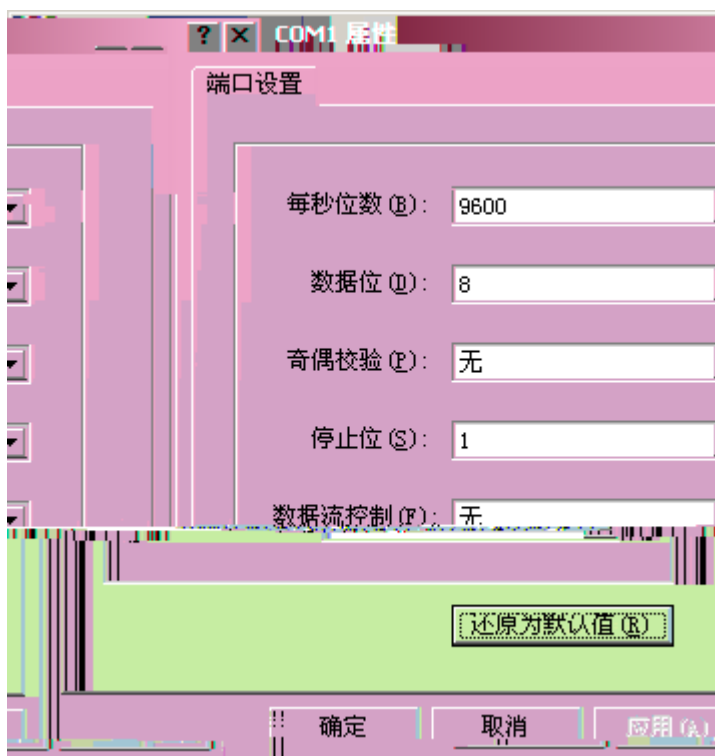 COM1 属性
端口设置
每秒位数(B): 9600
数据位(D): 8
奇偶校验(P): 无
停止位(S): 1
数据流控制(F): 无
还原为默认值(R)
确定 取消 应用(A)